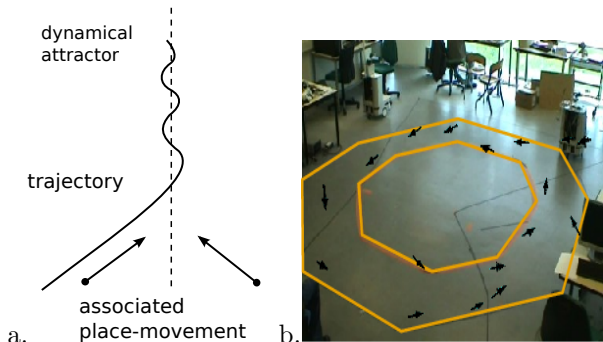 dynamical
attractor
trajectory
associated
place-movement
a.
b.